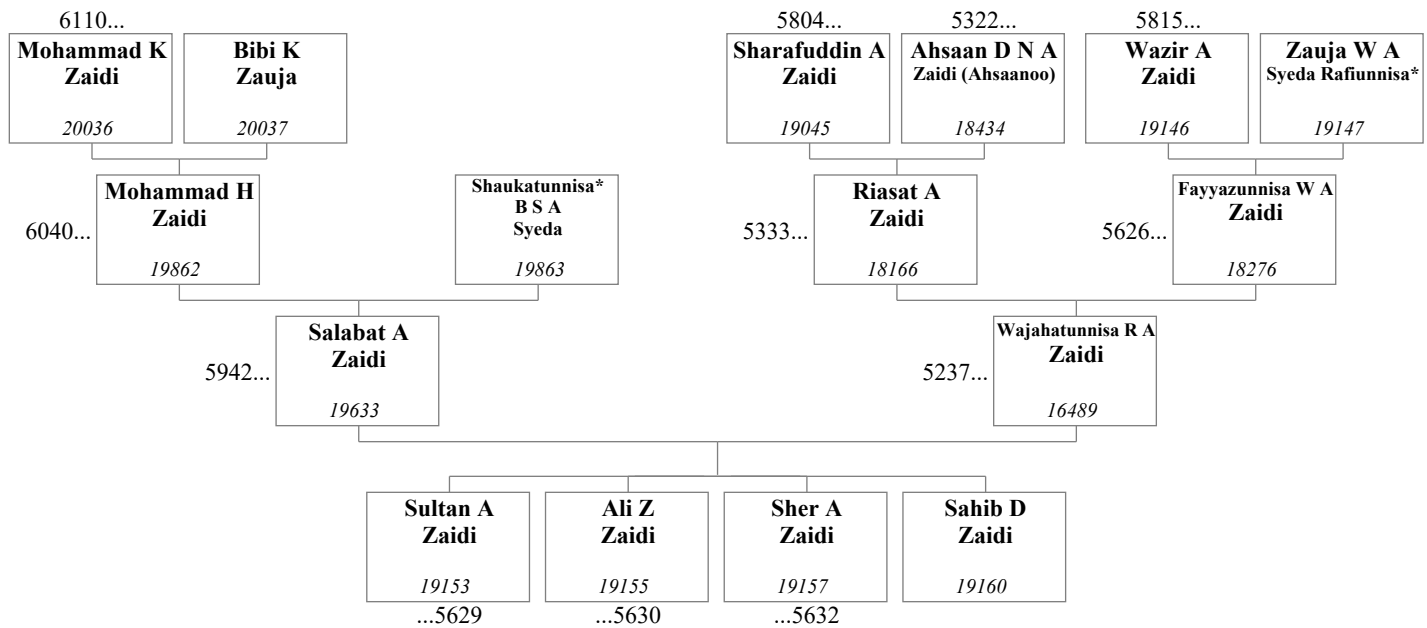 6110...
5804...
5322...
5815...
Mohammad K
Zaidi
20036
Bibi K
Zauja
20037
Sharafuddin A
Zaidi
19045
Ahsaan D N A
Zaidi (Ahsaanoo)
18434
Wazir A
Zaidi
19146
Zauja W A
Syeda Rafiunnisa*
19147
6040...
Mohammad H
Zaidi
19862
Shaukatunnisa*
B S A
Syeda
19863
5333...
Riasat A
Zaidi
18166
5626...
Fayyazunnisa W A
Zaidi
18276
5942...
Salabat A
Zaidi
19633
5237...
Wajahatunnisa R A
Zaidi
16489
Sultan A
Zaidi
19153
...5629
Ali Z
Zaidi
19155
...5630
Sher A
Zaidi
19157
...5632
Sahib D
Zaidi
19160